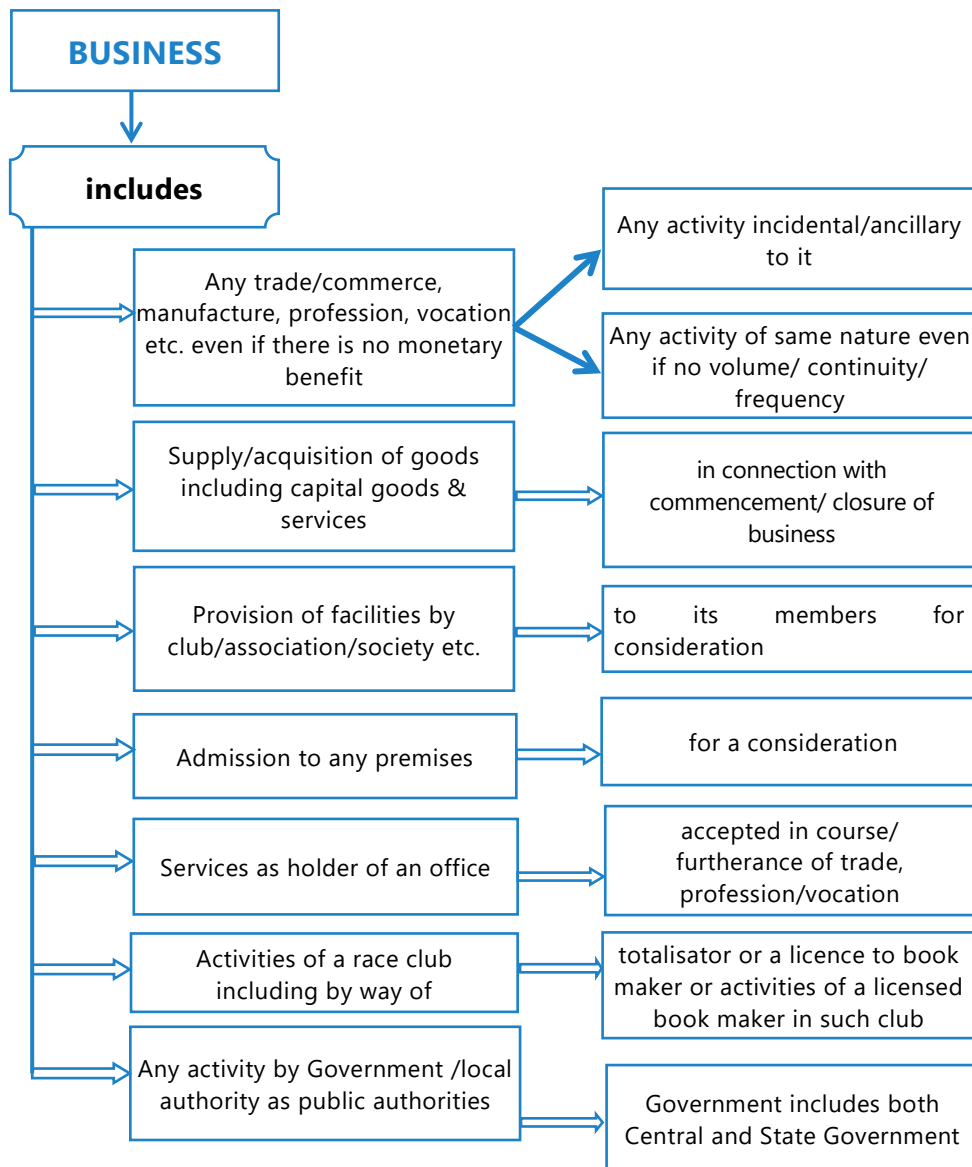 BUSINESS
includes
Any trade/commerce,
manufacture, profession, vocation
etc. even if there is no monetary
benefit
Any activity incidental/ancillary
to it
Any activity of same nature even
if no volume/ continuity/
frequency
Supply/acquisition of goods
including capital goods &
services
in connection with
commencement/ closure of
business
Provision of facilities by
club/association/society etc.
to its members for
consideration
Admission to any premises
for a consideration
Services as holder of an office
accepted in course/
furtherance of trade,
profession/vocation
Activities of a race club
including by way of
totalisator or a licence to book
maker or activities of a licensed
book maker in such club
Any activity by Government /local
authority as public authorities
Government includes both
Central and State Government